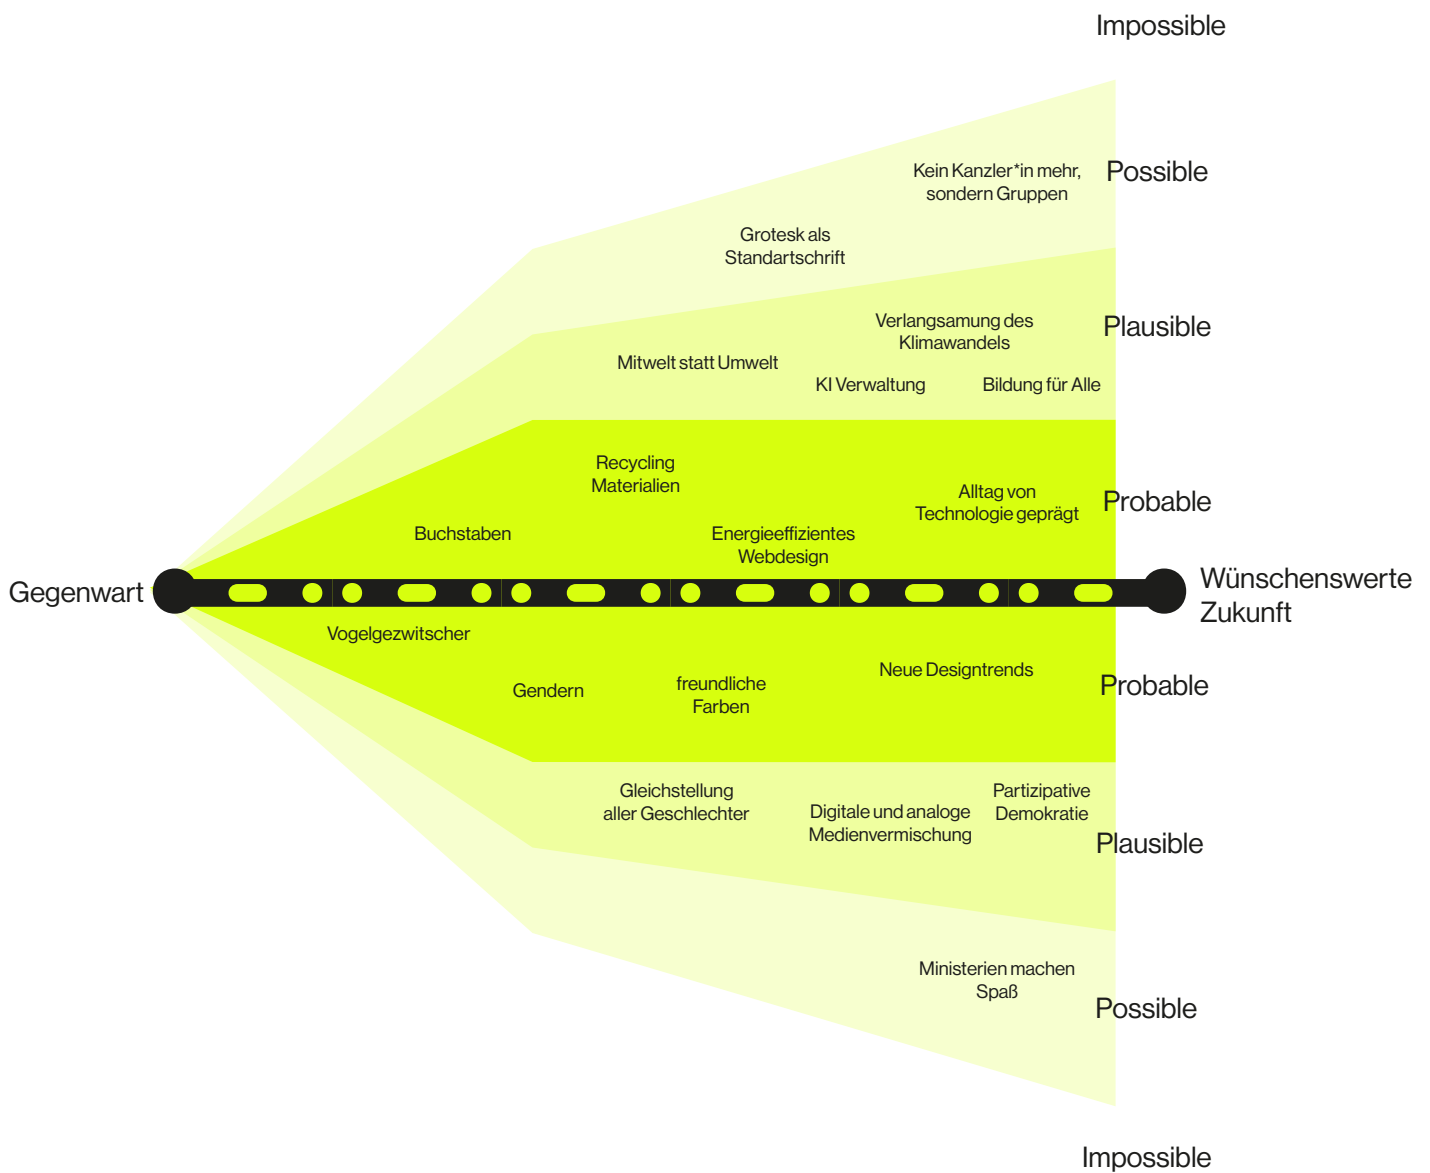 Impossible
Kein Kanzler*in mehr,
sondern Gruppen
Possible
Grotesk als
Standartschrift
Verlangsamung des
Klimawandels
Plausible
Mitwelt statt Umwelt
KI Verwaltung
Bildung für Alle
Recycling
Materialien
Alltag von
Technologie geprägt
Probable
Buchstaben
Energieeffizientes
Webdesign
Gegenwart
Wünschenswerte
Zukunft
Vogelgezwitscher
Gendern
freundliche
Farben
Neue Designtrends
Probable
Gleichstellung
aller Geschlechter
Digitale und analoge
Medienvermischung
Partizipative
Demokratie
Plausible
Ministerien machen
Spaß
Possible
Impossible